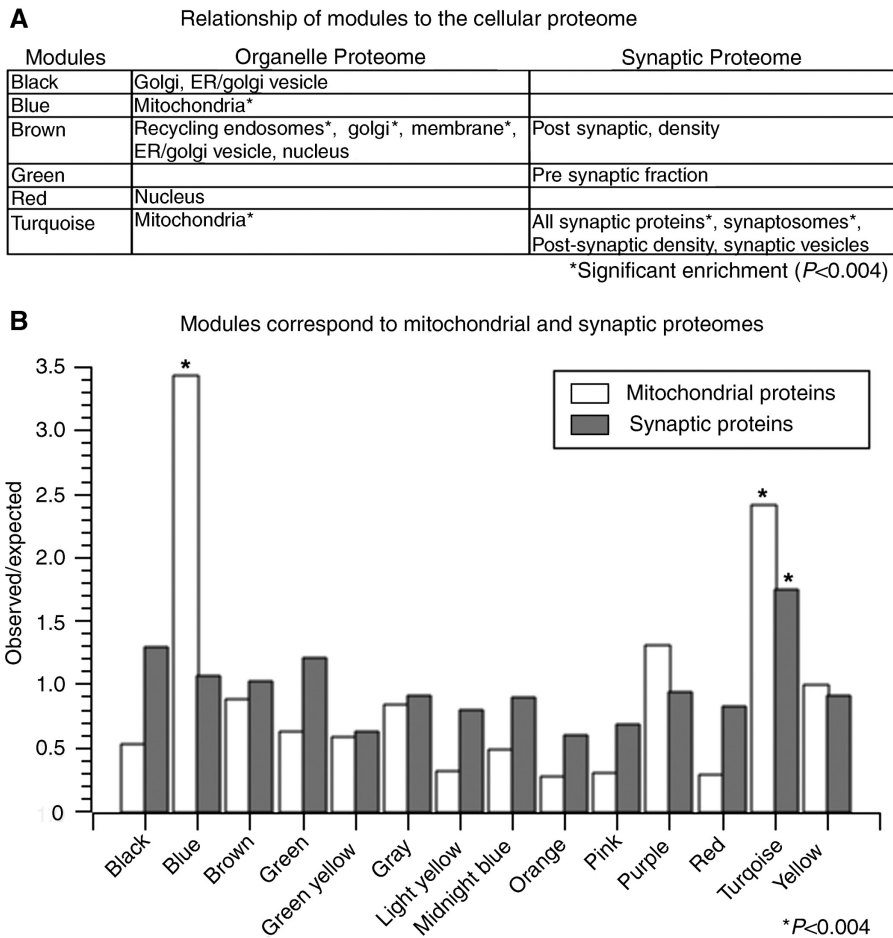 A
Relationship of modules to the cellular proteome
Modules Organelle Proteome Synaptic Proteome
Black Golgi, ER/golgi vesicle
Blue Mitochondria*
Brown Recycling endosomes*, golgi*, membrane*, Post synaptic, density
ER/golgi vesicle, nucleus
Green Pre synaptic fraction
Red Nucleus
Turquoise Mitochondria* All synaptic proteins*, synaptosomes*,
Post-synaptic density, synaptic vesicles
*Significant enrichment (P<0.004)
B
Modules correspond to mitochondrial and synaptic proteomes
3.5
3.0
2.5
2.0
1.5
1.0
0.5
0
Observed/expected
* * *
Mitochondrial proteins
Synaptic proteins
Black
Blue
Brown
Green
Green yellow
Gray
Light yellow
Midnight blue
Orange
Pink
Purple
Red
Turqoise
Yellow
*P<0.004